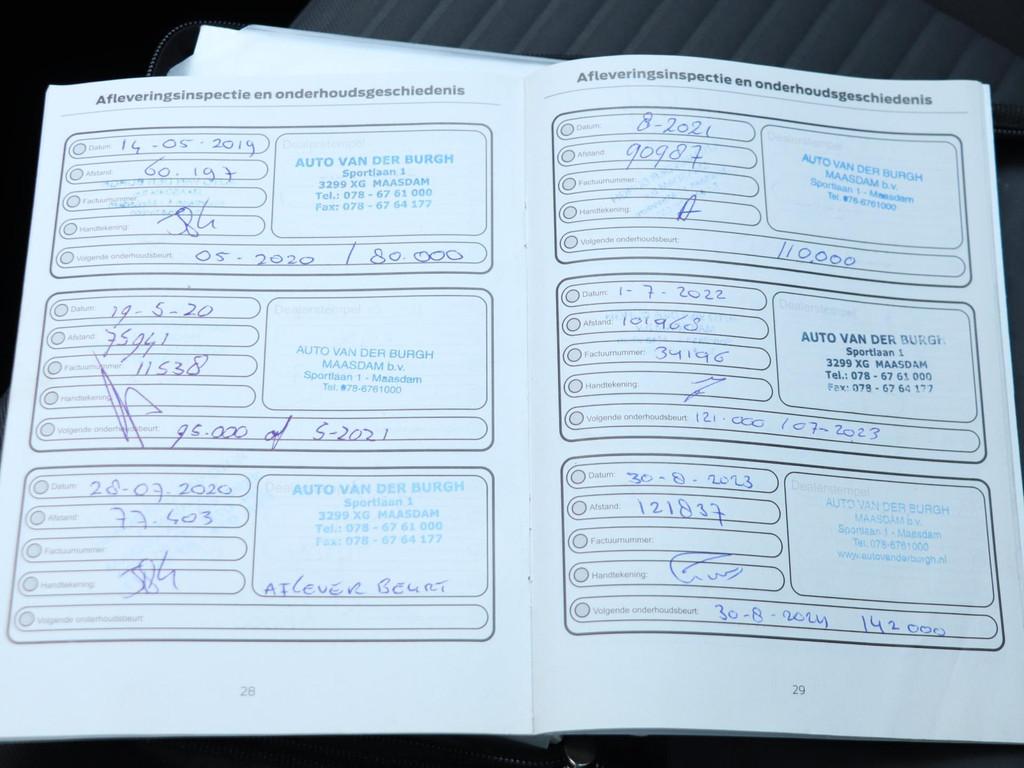 Afleveringsinspectie en onderhoudsgeschiedenis
Datum: 14-05-2019
Afstand: 60.197
Factuurnummer:
Handtekening:
Volgende onderhoudsbeurt: 05-2020 / 80.000
Dealerstempel
AUTO VAN DER BURGH
Sportlaan 1
3299 XG MAASDAM
Tel.: 078 - 67 61 000
Fax: 078 - 67 64 177
Datum: 19-5-20
Afstand: 75941
Factuurnummer: 11538
Handtekening:
Volgende onderhoudsbeurt: 95.000 of 5-2021
Dealerstempel
AUTO VAN DER BURGH
MAASDAM b.v.
Sportlaan 1 - Maasdam
Tel. 078-6761000
Datum: 28-07-2020
Afstand: 77.403
Factuurnummer:
Handtekening:
Volgende onderhoudsbeurt:
AUTO VAN DER BURGH
Sportlaan 1
3299 XG MAASDAM
Tel.: 078 - 67 61 000
Fax: 078 - 67 64 177
AFLEVER BEURT
28
Afleveringsinspectie en onderhoudsgeschiedenis
Datum: 8-2021
Afstand: 90987
Factuurnummer:
Handtekening:
Volgende onderhoudsbeurt: 110000
Dealerstempel
AUTO VAN DER BURGH
MAASDAM b.v.
Sportlaan 1 - Maasdam
Tel. 078-6761000
Datum: 1-7-2022
Afstand: 101968
Factuurnummer: 34196
Handtekening:
Volgende onderhoudsbeurt: 121.000 / 07-2023
Dealerstempel
AUTO VAN DER BURGH
Sportlaan 1
3299 XG MAASDAM
Tel.: 078 - 67 61 000
Fax: 078 - 67 64 177
Datum: 30-8-2023
Afstand: 121837
Factuurnummer:
Handtekening:
Volgende onderhoudsbeurt: 30-8-2024 142000
Dealerstempel
AUTO VAN DER BURGH
MAASDAM b.v.
Sportlaan 1 - Maasdam
Tel. 078-6761000
www.autovanderburgh.nl
29